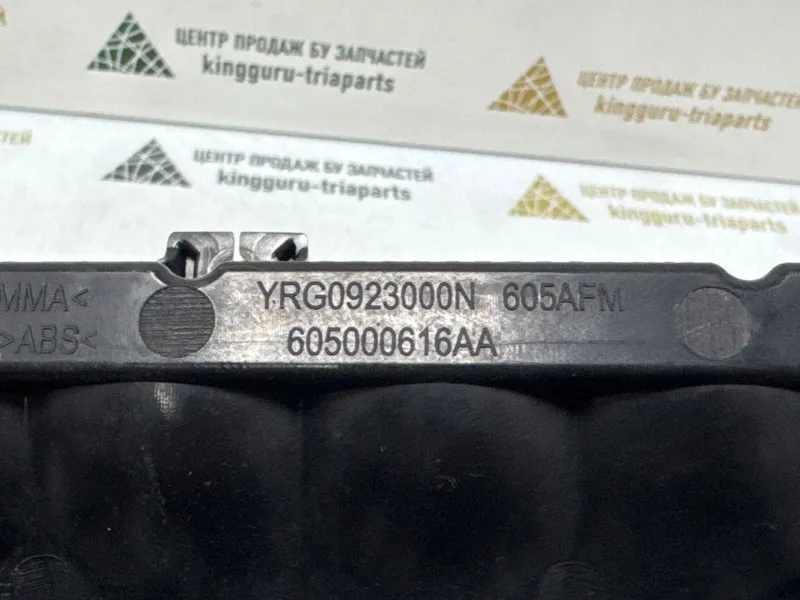 ЦЕНТР ПРОДАЖ БУ ЗАПЧАСТЕЙ
kingguru-triaparts
ЦЕНТР ПРОДАЖ БУ ЗАПЧАСТЕЙ
kingguru-triaparts
ЦЕНТР ПРОДАЖ БУ ЗАПЧАСТЕЙ
kingguru-triaparts
ЦЕНТР ПРОДАЖ БУ ЗАПЧАСТЕЙ
kingguru-triaparts
MMA<
>ABS<
YRG0923000N 605AFM
605000616AA